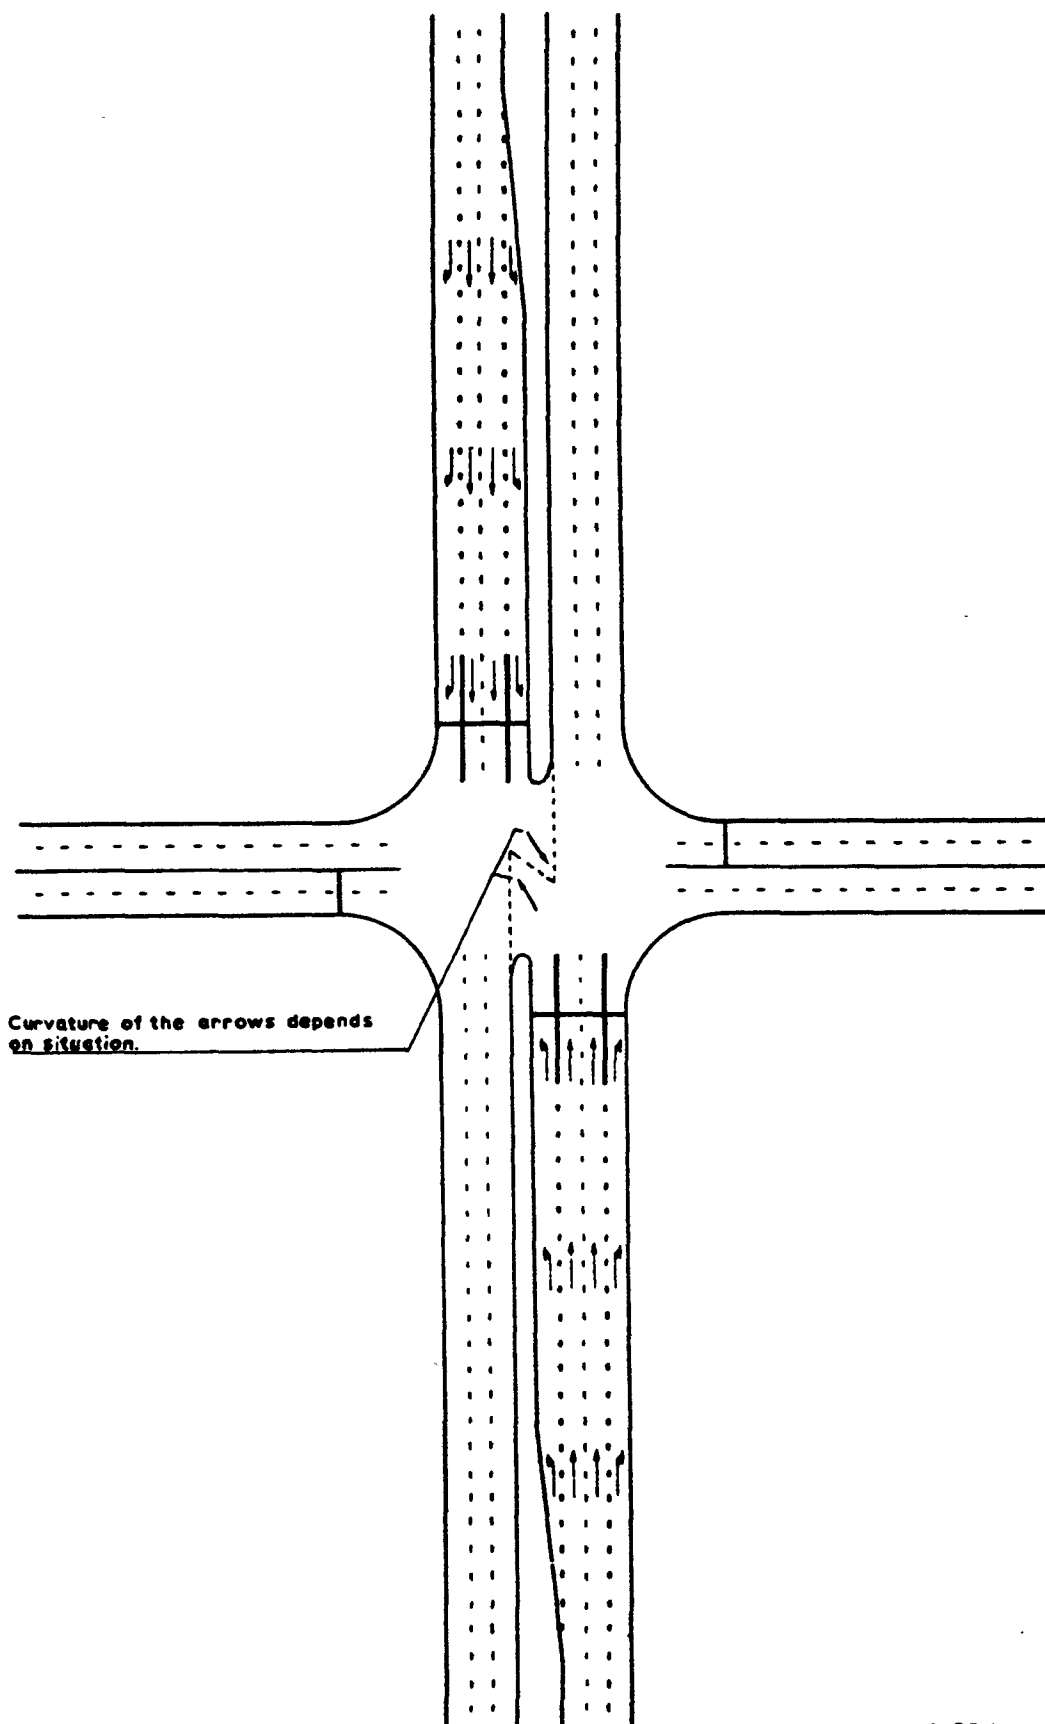 Curvature of the arrows depends
on situation.